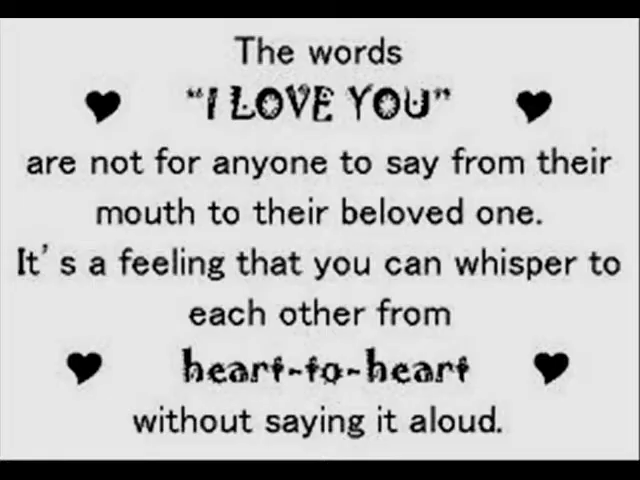 The words
“I LOVE YOU”
are not for anyone to say from their
mouth to their beloved one.
It's a feeling that you can whisper to
each other from
heart-to-heart
without saying it aloud.